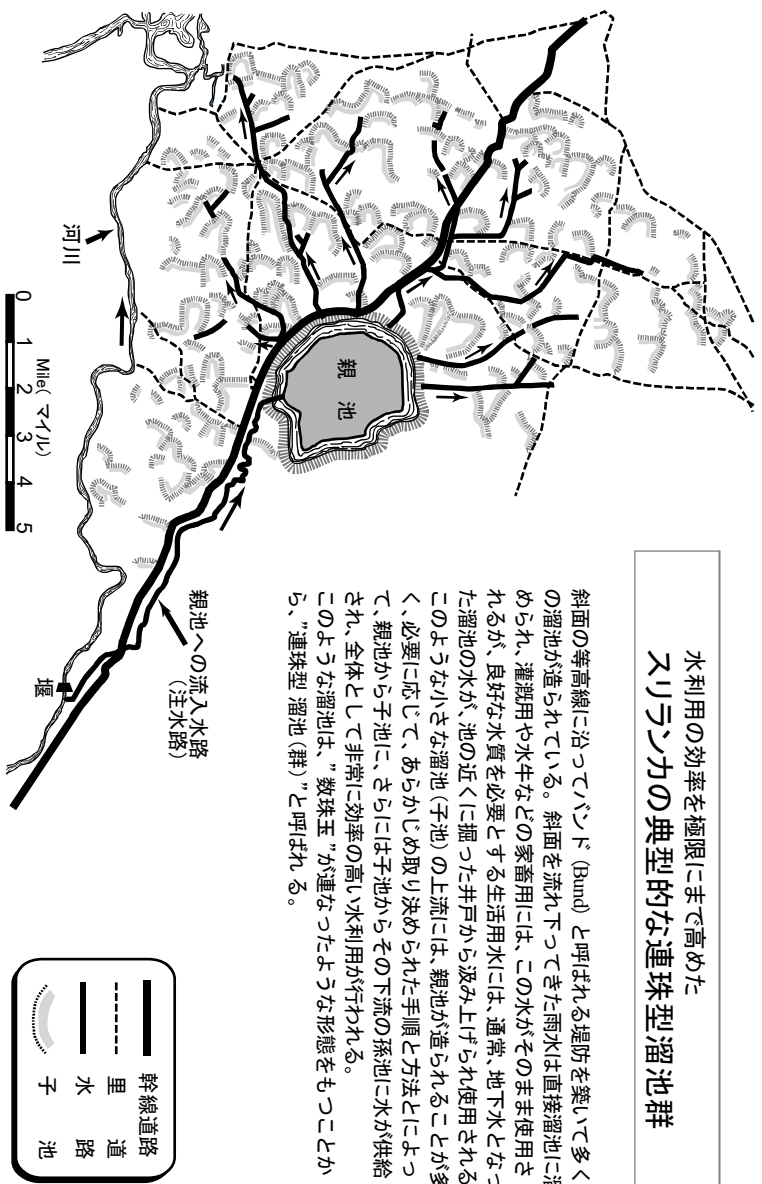 水利用の効率を極限にまで高めた
スリランカの典型的な連珠型溜池群
斜面の等高線に沿ってバンド (Bund) と呼ばれる堤防を築いて多く
の溜池が造られている。斜面を流れ下ってきた雨水は直接溜池に溜
められ、灌漑用や水牛などの家畜用には、この水がそのまま使用さ
れるが、良好な水質を必要とする生活用水には、通常、地下水となっ
た溜池の水が、池の近くに掘った井戸から汲み上げられ使用される
このような小さな溜池(子池)の上流には、親池が造られることが多
く、必要に応じて、あらかじめ取り決められた手順と方法とによっ
て、親池から子池に、さらには子池からその下流の孫池に水が供給
され、全体として非常に効率の高い水利用が行われる。
このような溜池は、”数珠玉”が連なったような形態をもつことか
ら、”連珠型 溜池(群)”と呼ばれる。
親 池
親池への流入水路
(注水路)
堰
河川
Mile(マイル)
0 1 2 3 4 5
幹線道路
里 道
水 路
子 池